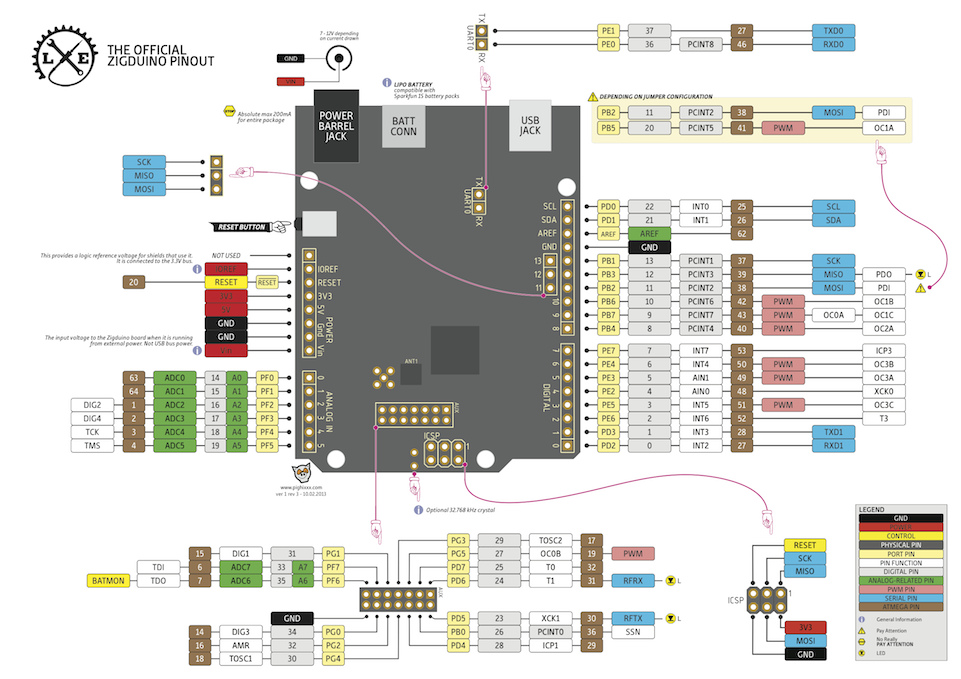 THE OFFICIAL
ZIGDUINO PINOUT
L E
7 - 12V depending
on current drawn
GND
VIN
LIPO BATTERY
compatible with
Sparkfun 1S battery packs
Absolute max 200mA
for entire package
POWER
BARREL
JACK
BATT
CONN
USB
JACK
TX
UART0
RX
PE1 37 27 TXD0
PE0 36 PCINT8 46 RXD0
DEPENDING ON JUMPER CONFIGURATION
PB2 11 PCINT2 38 MOSI PDI
PB5 20 PCINT5 41 PWM OC1A
SCK
MISO
MOSI
TX
UART0
RX
RESET BUTTON
This provides a logic reference voltage for shields that use it.
It is connected to the 3.3V bus.
NOT USED
IOREF
20 RESET RESET
3V3
5V
GND
GND
The input voltage to the Zigduino board when it is running
from external power. Not USB bus power.
IOREF
RESET
3V3
5V
Gnd
Vin
POWER
63 ADC0 14 A0 PF0
64 ADC1 15 A1 PF1
DIG2 1 ADC2 16 A2 PF2
DIG4 2 ADC3 17 A3 PF3
TCK 3 ADC4 18 A4 PF4
TMS 4 ADC5 19 A5 PF5
0
1
2
3
4
5
ANALOG IN
ANT1
AUX
ICSP
1
SCL
SDA
AREF
GND
13
12
11
10
9
8
7
6
5
4
3
2
1
0
DIGITAL
PD0 22 INT0 25 SCL
PD1 21 INT1 26 SDA
AREF AREF 62
GND
PB1 13 PCINT1 37 SCK
PB3 12 PCINT3 39 MISO PDO L
PB2 11 PCINT2 38 MOSI PDI
PB6 10 PCINT6 42 PWM OC1B
PB7 9 PCINT7 43 PWM OC0A OC1C
PB4 8 PCINT4 40 PWM OC2A
PE7 7 INT7 53 ICP3
PE4 6 INT4 50 PWM OC3B
PE3 5 AIN1 49 PWM OC3A
PE2 4 AIN0 48 XCK0
PE5 3 INT5 51 PWM OC3C
PE6 2 INT6 52 T3
PD3 1 INT3 28 TXD1
PD2 0 INT2 27 RXD1
www.pighixxx.com
ver 1 rev 3 - 10.02.2013
Optional 32.768 kHz crystal
15 DIG1 31 PG1
TDI 6 ADC7 33 A7 PF7
BATMON TDO 7 ADC6 35 A6 PF6
PG3 29 TOSC2 17
PG5 27 OC0B 19 PWM
PD7 25 T0 32
PD6 24 T1 31 RFRX L
AUX
GND
14 DIG3 34 PG0
16 AMR 32 PG2
18 TOSC1 30 PG4
PD5 23 XCK1 30 RFTX L
PB0 26 PCINT0 36 SSN
PD4 28 ICP1 29
RESET
SCK
MISO
ICSP
1
3V3
MOSI
GND
LEGEND
GND
POWER
CONTROL
PHYSICAL PIN
PORT PIN
PIN FUNCTION
DIGITAL PIN
ANALOG-RELATED PIN
PWM PIN
SERIAL PIN
ATMEGA PIN
General Information
Pay Attention
No Really
PAY ATTENTION
LED